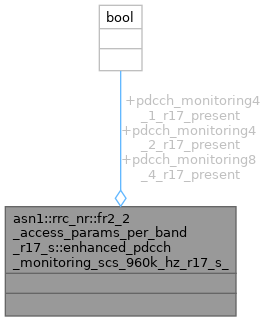 bool
+pdcch_monitoring4
_1_r17_present
+pdcch_monitoring4
_2_r17_present
+pdcch_monitoring8
_4_r17_present
asn1::rrc_nr::fr2_2
_access_params_per_band
_r17_s::enhanced_pdcch
_monitoring_scs_960k_hz_r17_s_